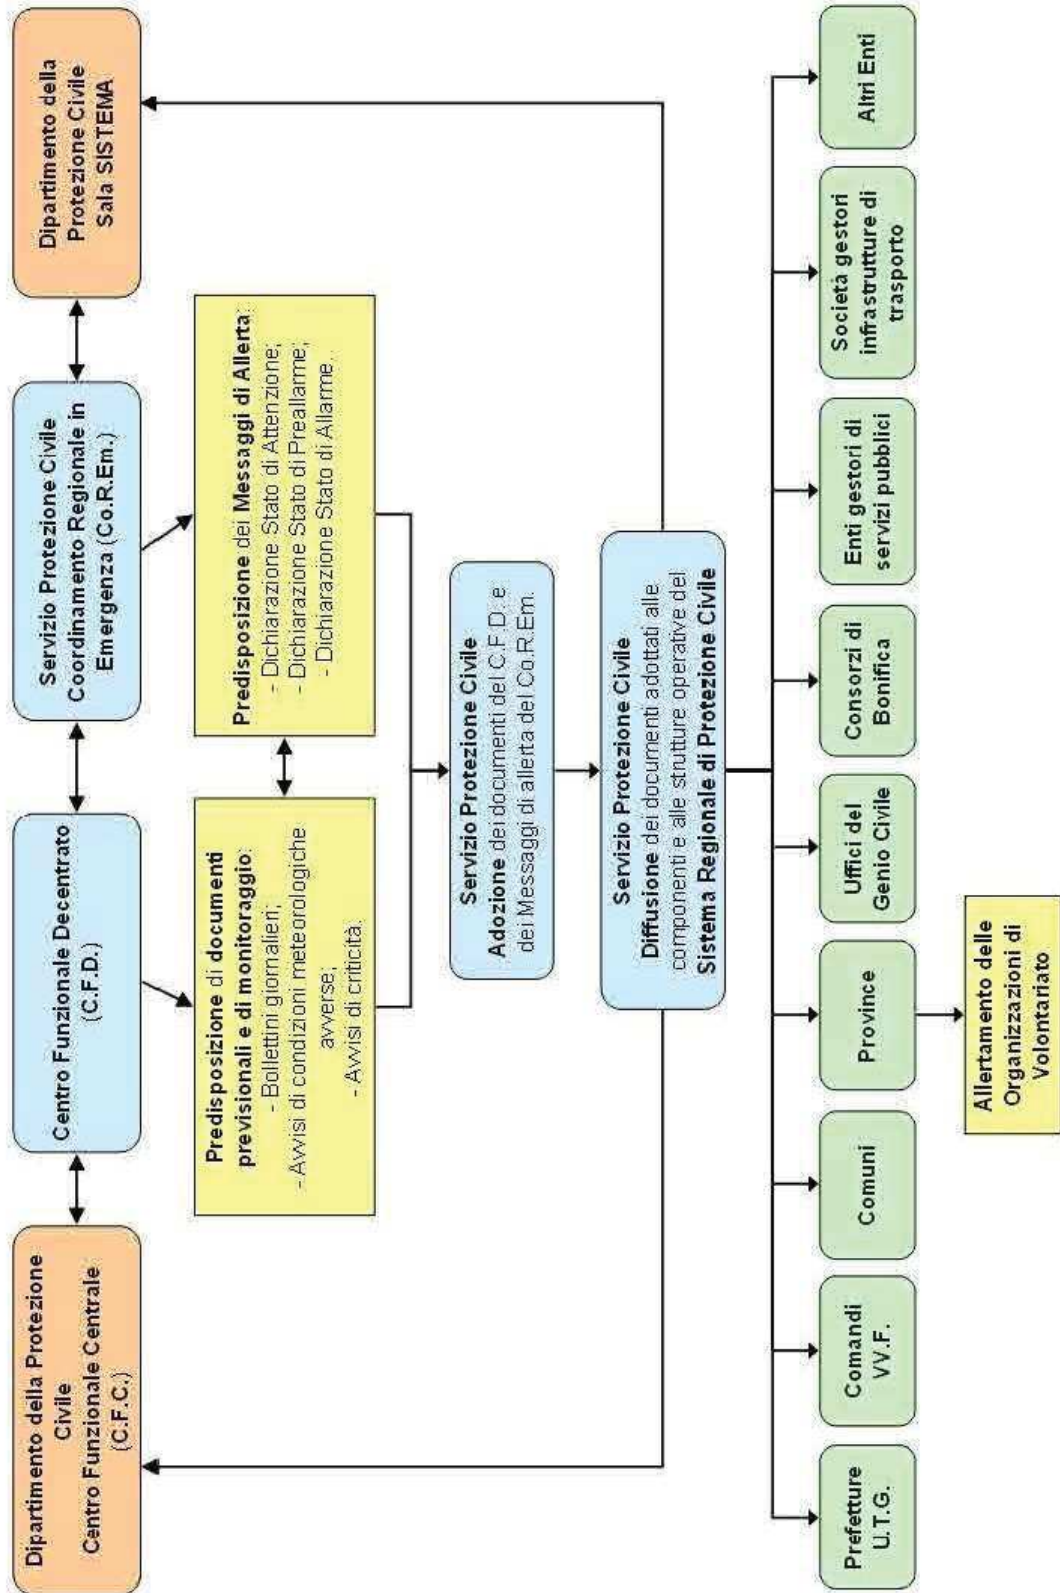 Dipartimento della Protezione
Civile
Centro Funzionale Centrale
(C.F.C.)
Centro Funzionale Decentrato
(C.F.D.)
Servizio Protezione Civile
Coordinamento Regionale in
Emergenza (Co.R.Em.)
Dipartimento della
Protezione Civile
Sala SISTEMA
Predisposizione di documenti
previsionali e di monitoraggio:
- Bollettini giornalieri;
- Avvisi di condizioni meteorologiche
avverse;
- Avvisi di criticità.
Predisposizione dei Messaggi di Allerta:
- Dichiarazione Stato di Attenzione;
- Dichiarazione Stato di Preallarme;
- Dichiarazione Stato di Allarme..
Servizio Protezione Civile
Adozione dei documenti del C.F.D. e
dei Messaggi di allerta del Co.R.Em.
Servizio Protezione Civile
Diffusione dei documenti adottati alle
componenti e alle strutture operative del
Sistema Regionale di Protezione Civile
Prefetture
U.T.G.
Comandi
VV.F.
Comuni
Province
Uffici del
Genio Civile
Consorzi di
Bonifica
Enti gestori di
servizi pubblici
Società gestori
infrastrutture di
trasporto
Altri Enti
Allertamento delle
Organizzazioni di
Volontariato